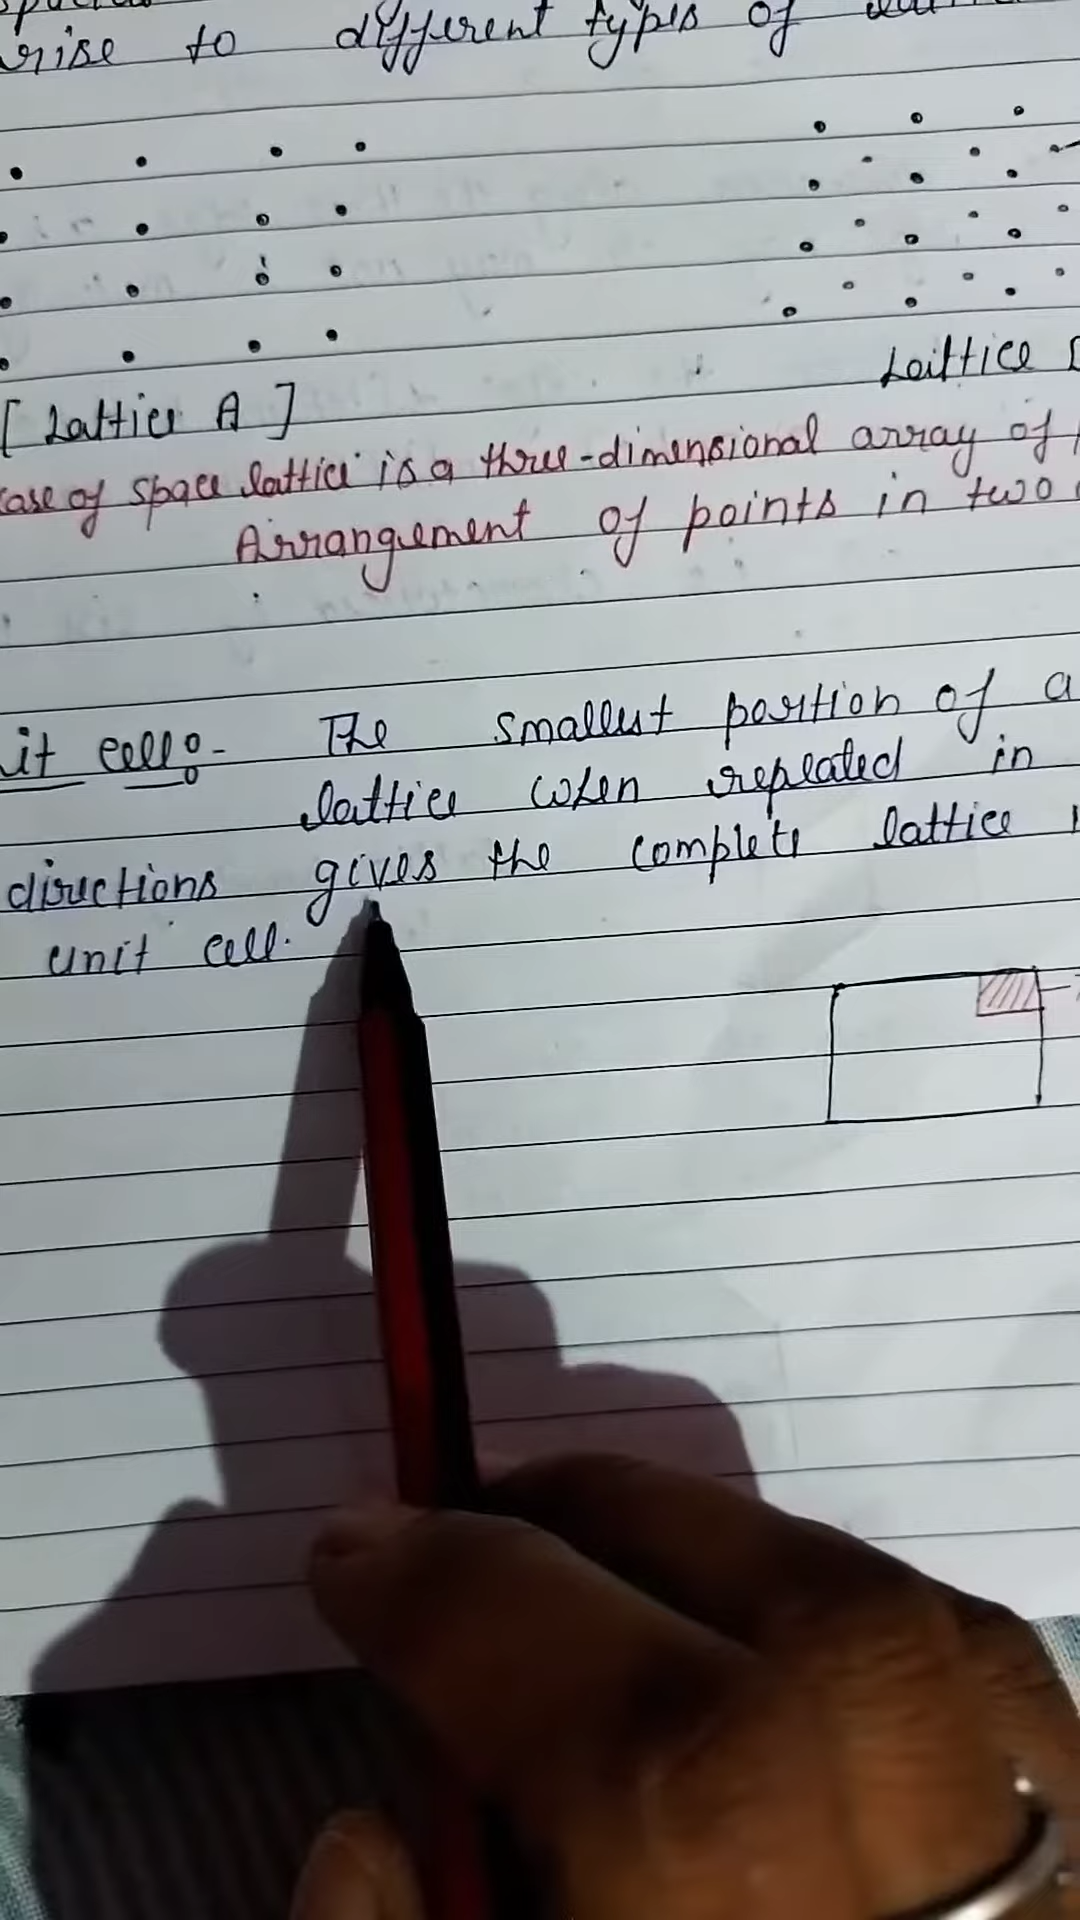 rise to different types of
[Lattice A]
Laittice
case of space lattice is a three-dimensional array of
Arrangement of points in two
it cell:- The smallest portion of a
lattice when repeated in
directions gives the complete lattice
unit cell.